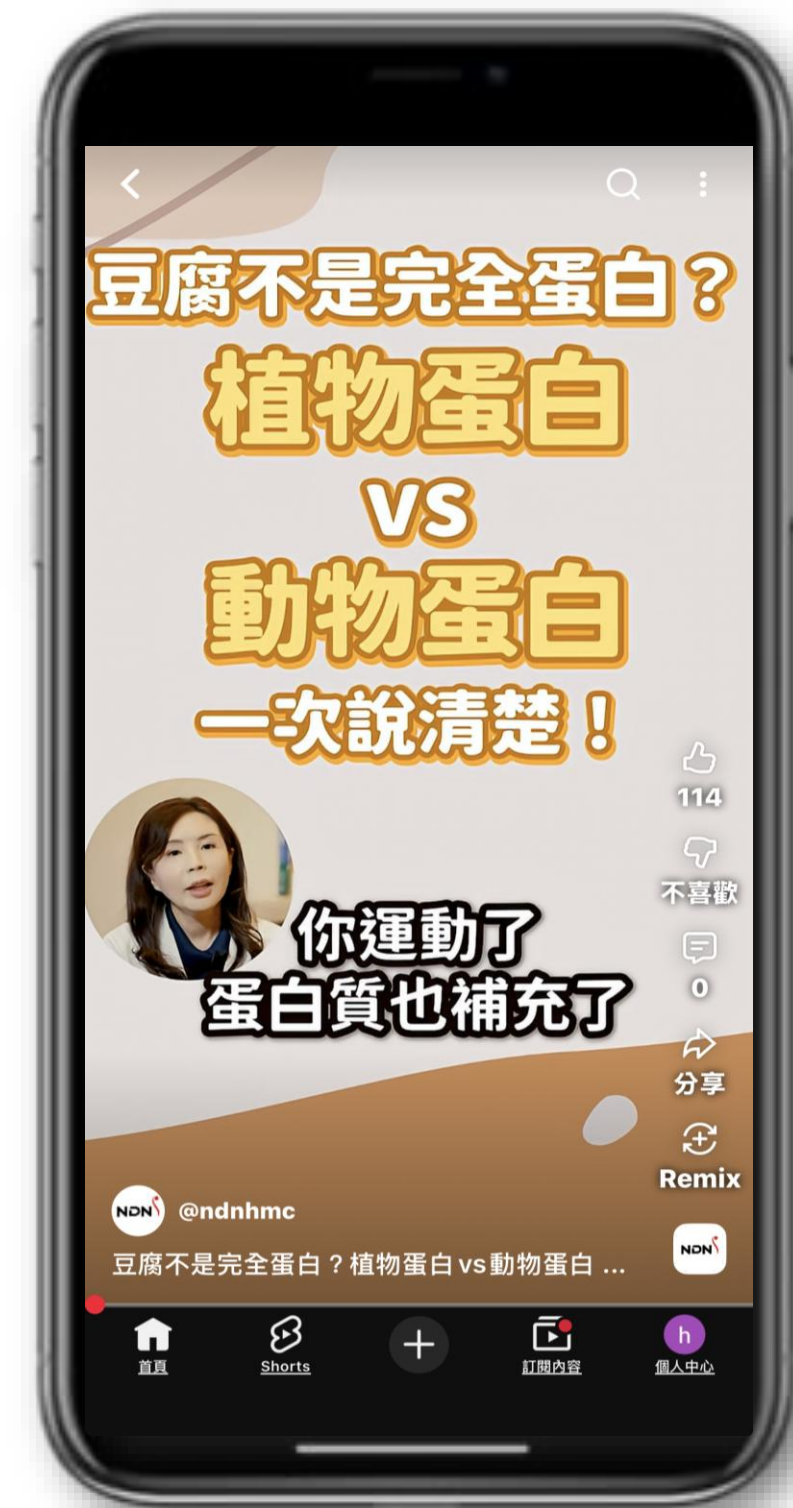 豆腐不是完全蛋白？
植物蛋白
vs
動物蛋白
一次說清楚！
114
不喜歡
你運動了
蛋白質也補充了
0
分享
Remix
NDN
@ndnhmc
豆腐不是完全蛋白？植物蛋白vs動物蛋白 ...
NDN
首頁
Shorts
訂閱內容
h
個人中心